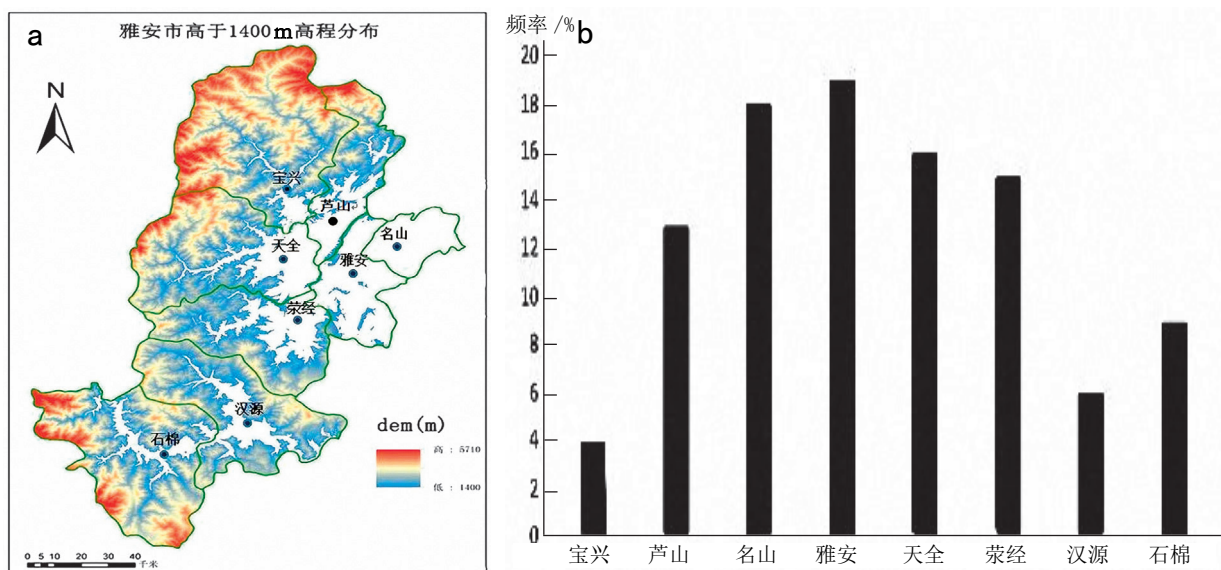 a
雅安市高于1400m高程分布
N
宝兴
芦山
名山
天全
雅安
荥经
汉源
石棉
dem(m)
高 : 5710
低 : 1400
0 5 10 20 30 40
千米
频率 /%
b
20
18
16
14
12
10
8
6
4
2
0
宝兴 芦山 名山 雅安 天全 荥经 汉源 石棉